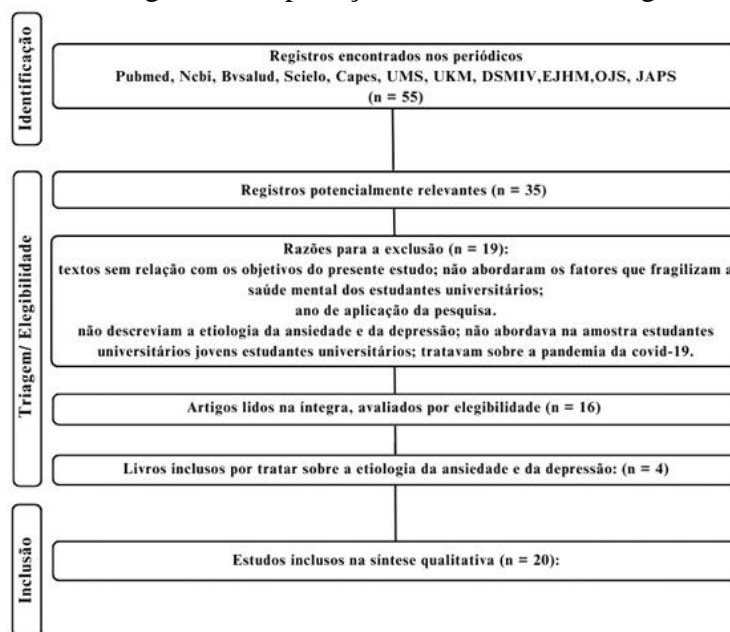 Identificação
Registros encontrados nos periódicos
Pubmed, Ncbi, Bvsalud, Scielo, Capes, UMS, UKM, DSMIV,EJHM,OJS, JAPS
(n = 55)
Triagem/ Elegibilidade
Registros potencialmente relevantes (n = 35)
Razões para a exclusão (n = 19):
textos sem relação com os objetivos do presente estudo; não abordaram os fatores que fragilizam a
saúde mental dos estudantes universitários;
ano de aplicação da pesquisa.
não descreviam a etiologia da ansiedade e da depressão; não abordava na amostra estudantes
universitários jovens estudantes universitários; tratavam sobre a pandemia da covid-19.
Artigos lidos na íntegra, avaliados por elegibilidade (n = 16)
Livros inclusos por tratar sobre a etiologia da ansiedade e da depressão: (n = 4)
Inclusão
Estudos inclusos na síntese qualitativa (n = 20):